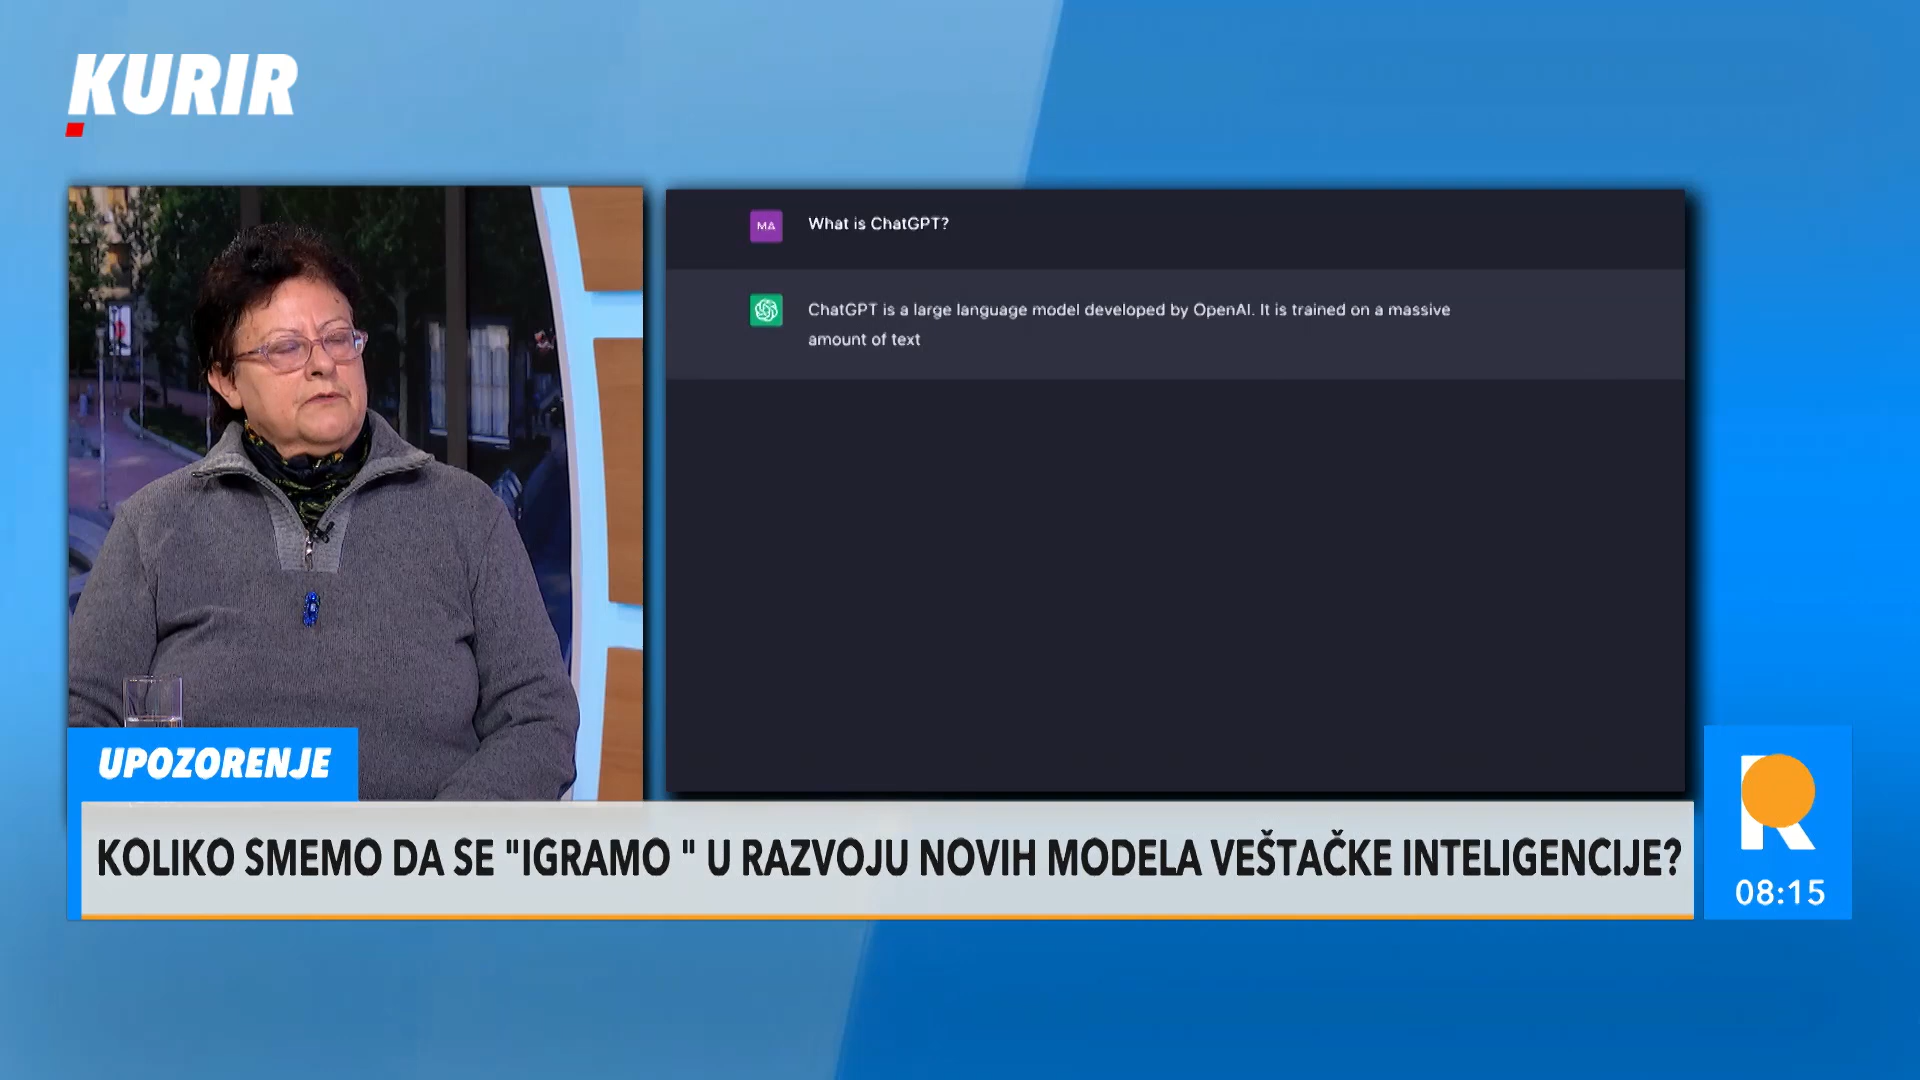 KURIR
MA
What is ChatGPT?
ChatGPT is a large language model developed by OpenAI. It is trained on a massive
amount of text
UPOZORENJE
KOLIKO SMEMO DA SE "IGRAMO " U RAZVOJU NOVIH MODELA VEŠTAČKE INTELIGENCIJE?
R
08:15